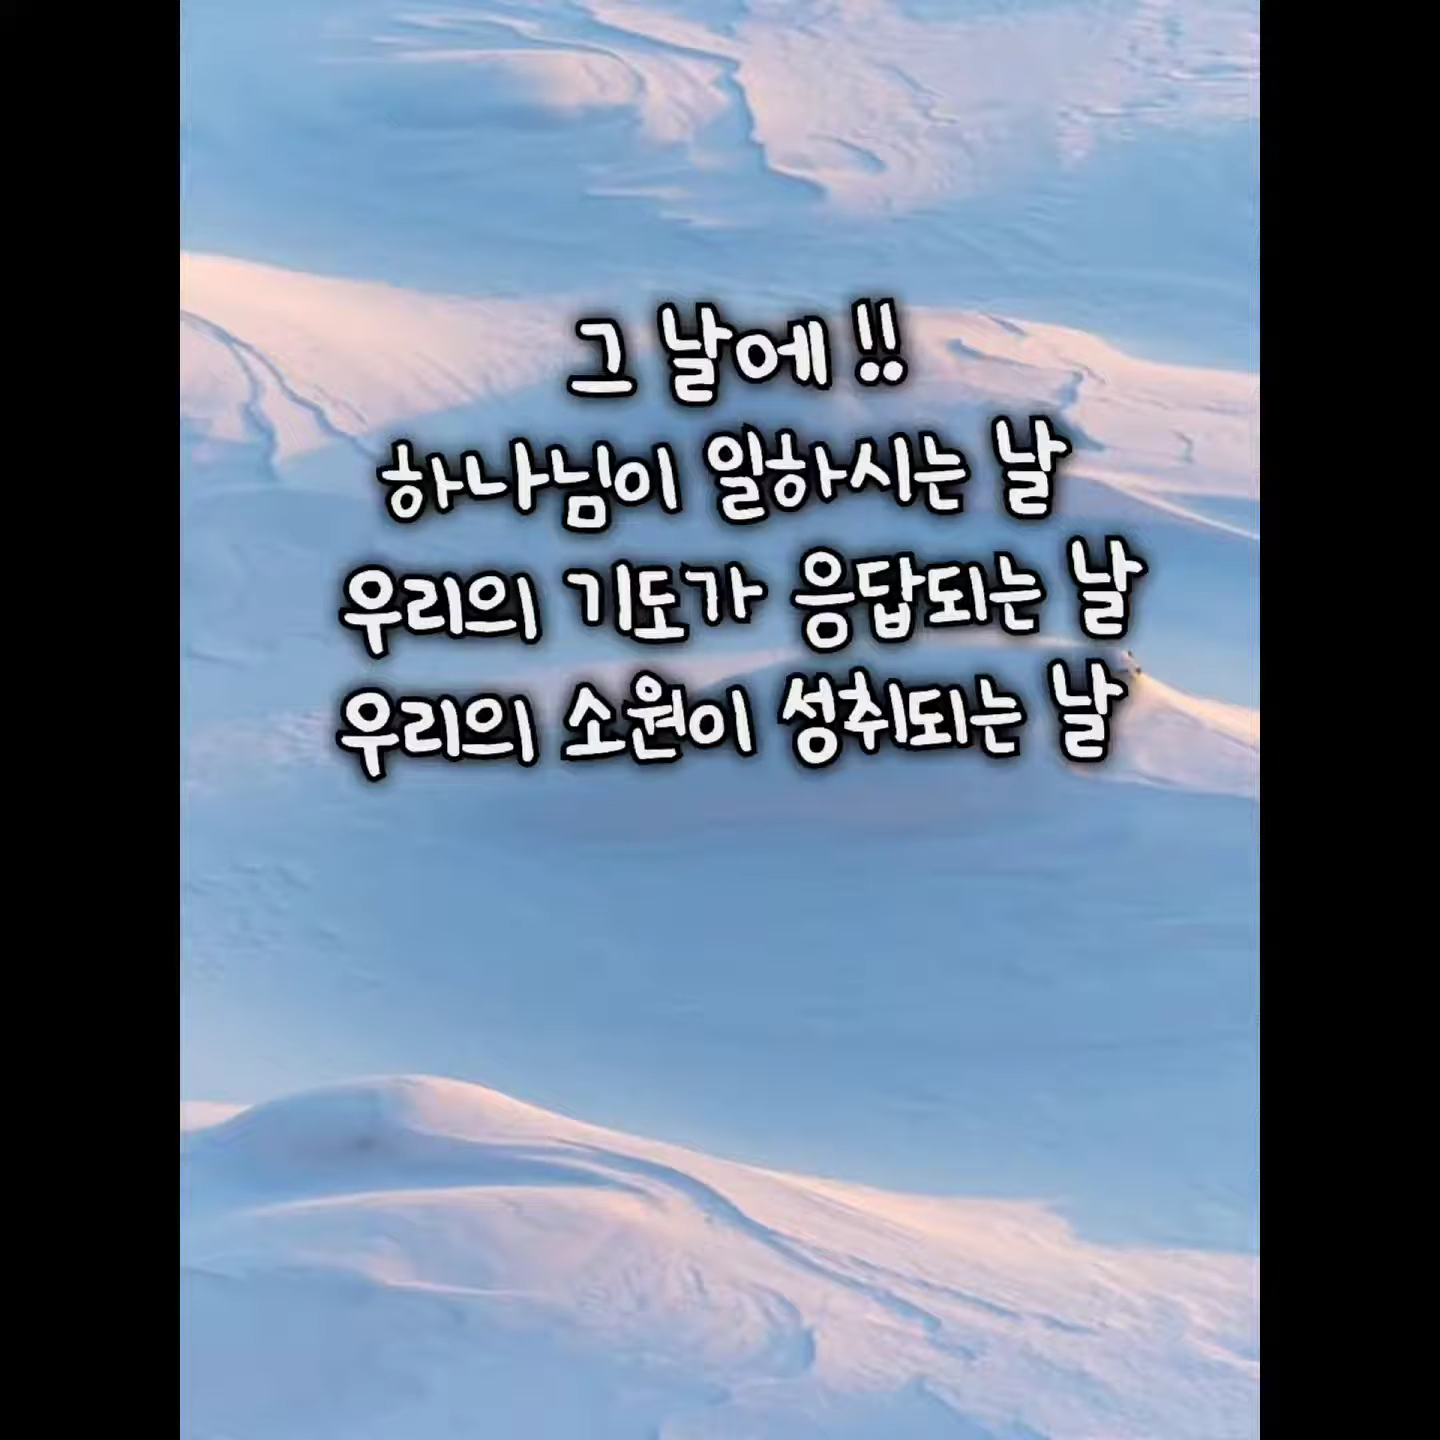 그 날에 !!
하나님이 일하시는 날
우리의 기도가 응답되는 날
우리의 소원이 성취되는 날